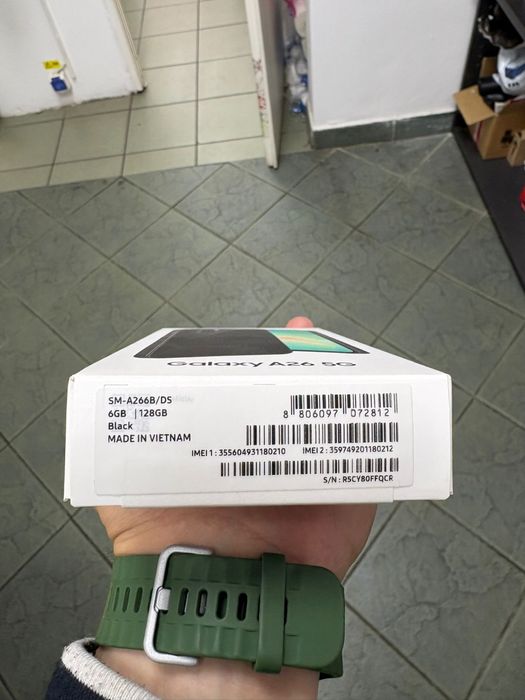 Galaxy A26 5G
SM-A266B/DS
6GB | 128GB
Black
MADE IN VIETNAM
8 806097 072812
IMEI 1 : 355604931180210 IMEI 2 : 359749201180212
S/N : R5CY80FFQCR